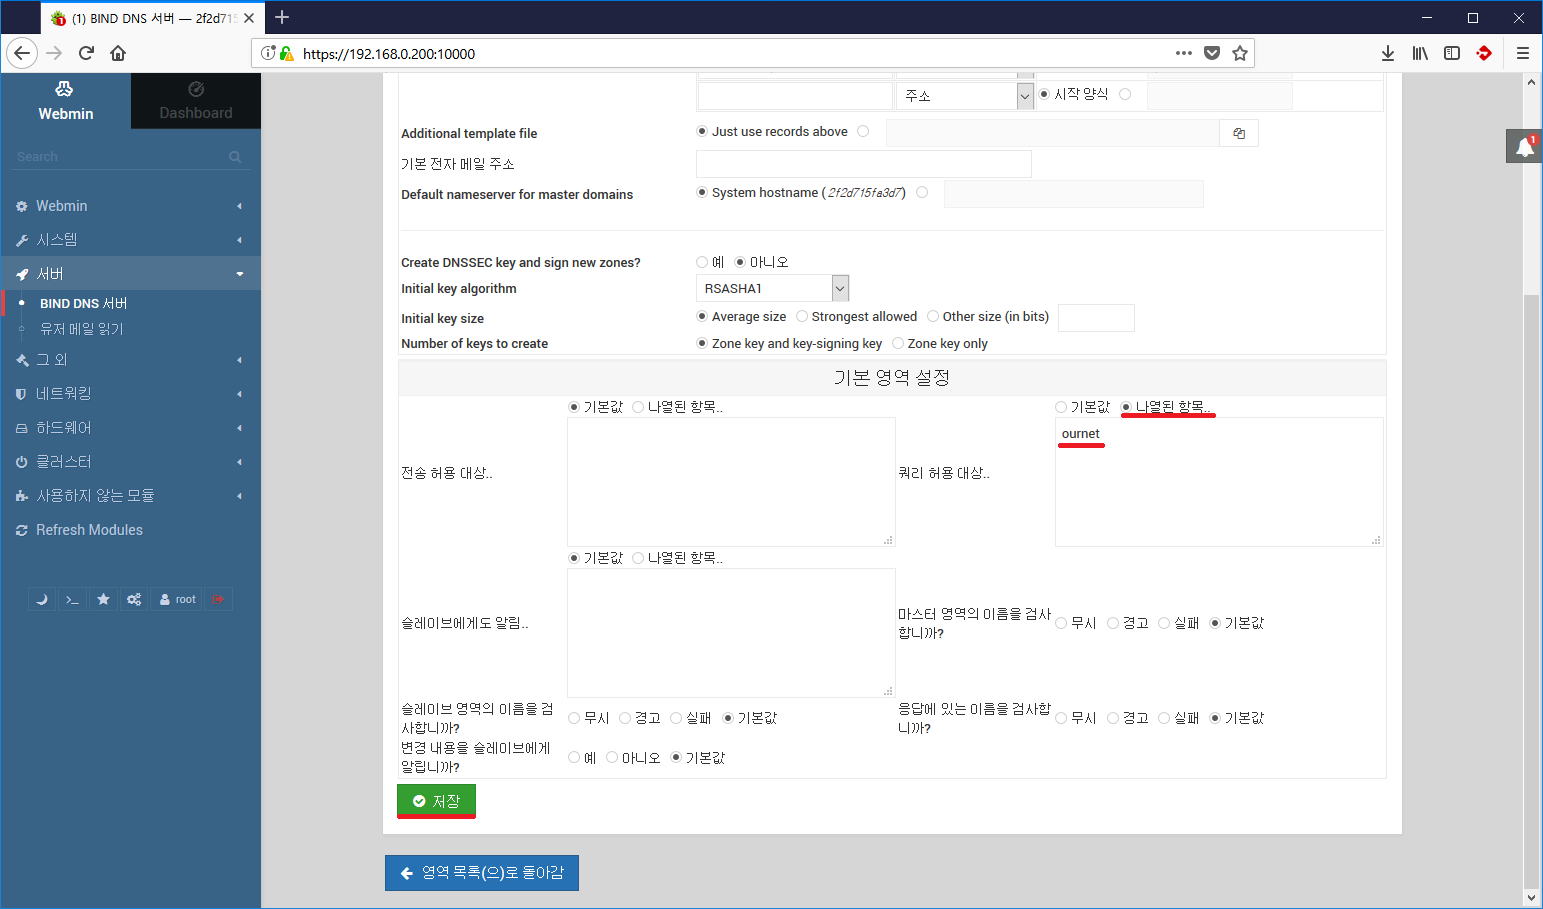 (1) BIND DNS 서버 — 2f2d715
https://192.168.0.200:10000
Webmin
Dashboard
Search
Webmin
시스템
서버
BIND DNS 서버
유저 메일 읽기
그 외
네트워킹
하드웨어
클러스터
사용하지 않는 모듈
Refresh Modules
root
1
주소
시작 양식
Additional template file
Just use records above
기본 전자 메일 주소
Default nameserver for master domains
System hostname (2f2d715fa3d7)
Create DNSSEC key and sign new zones?
예 아니오
Initial key algorithm
RSASHA1
Initial key size
Average size Strongest allowed Other size (in bits)
Number of keys to create
Zone key and key-signing key Zone key only
기본 영역 설정
기본값 나열된 항목..
기본값 나열된 항목..
ournet
전송 허용 대상..
쿼리 허용 대상..
기본값 나열된 항목..
슬레이브에게도 알림..
마스터 영역의 이름을 검사
합니까?
무시 경고 실패 기본값
슬레이브 영역의 이름을 검
사합니까?
무시 경고 실패 기본값
응답에 있는 이름을 검사합
니까?
무시 경고 실패 기본값
변경 내용을 슬레이브에게
알립니까?
예 아니오 기본값
저장
영역 목록(으)로 돌아감